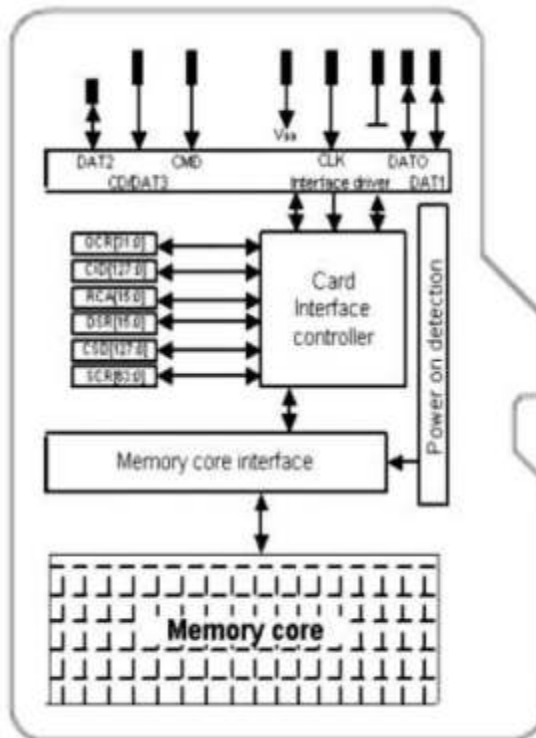 Vss
DAT2 CMD CLK DAT0
CD/DAT3 Interface driver DAT1
OCR[31:0]
CID[127:0]
RCA[15:0]
DSR[15:0]
CSD[127:0]
SCR[63:0]
Card
Interface
controller
Power on detection
Memory core interface
Memory core